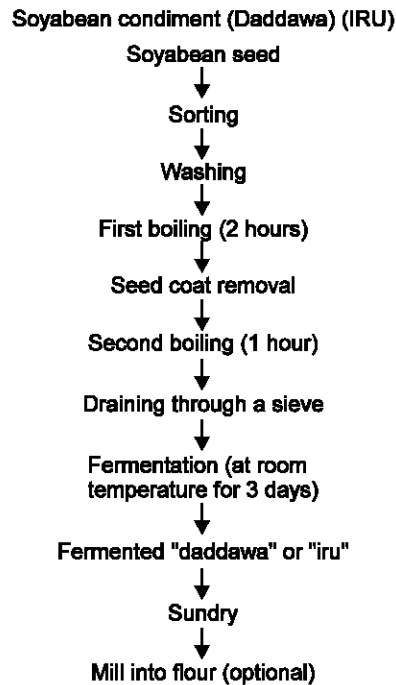 Soyabean condiment (Daddawa) (IRU)
Soyabean seed
Sorting
Washing
First boiling (2 hours)
Seed coat removal
Second boiling (1 hour)
Draining through a sieve
Fermentation (at room
temperature for 3 days)
Fermented "daddawa" or "iru"
Sundry
Mill into flour (optional)